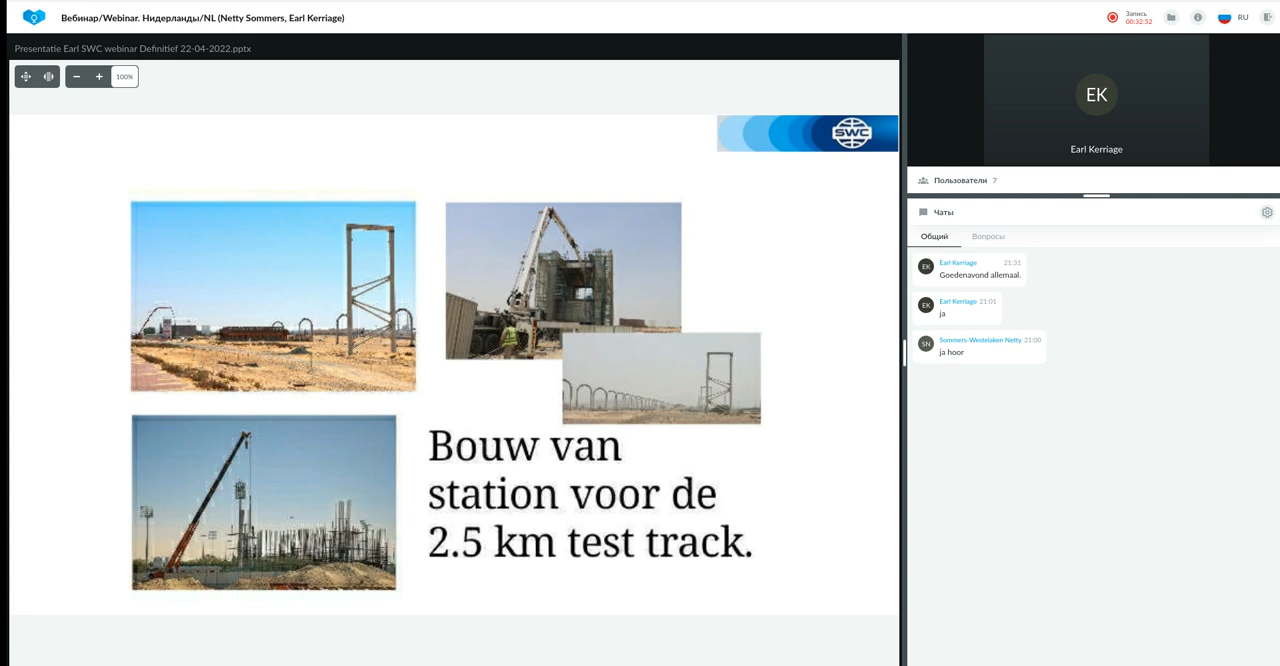 Вебинар/Webinar. Нидерланды/NL (Netty Sommers, Earl Kerriage)
Запись
00:32:52
RU
Presentatie Earl SWC webinar Definitief 22-04-2022.pptx
100%
SWC
Bouw van
station voor de
2.5 km test track.
EK
Earl Kerriage
Пользователи 7
Чаты
Общий Вопросы
EK Earl Kerriage 21:31
Goedenavond allemaal.
EK Earl Kerriage 21:01
ja
SN Sommers-Wintelaken Netty 21:00
ja hoor